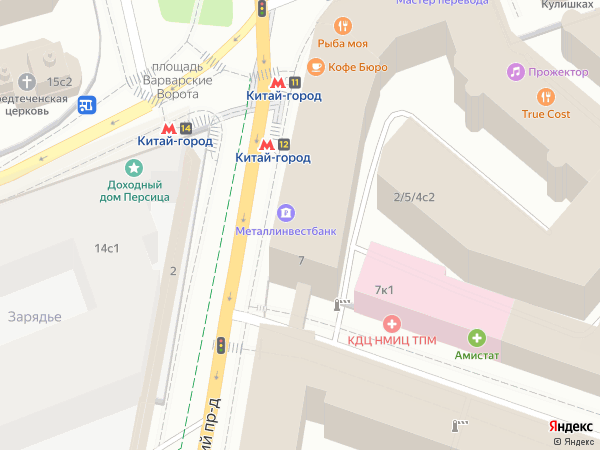 Мастер перевода
Кулишках
Рыба моя
Кофе Бюро
Прожектор
True Cost
15с2
площадь
Варварские
Ворота
11
Китай-город
едтеченская
церковь
14
Китай-город
12
Китай-город
Доходный
дом Персица
2/5/4с2
Металлинвестбанк
14с1
2
7
7к1
Зарядье
КДЦ НМИЦ ТПМ
Амистат
ий пр-д
Яндекс
© Яндекс